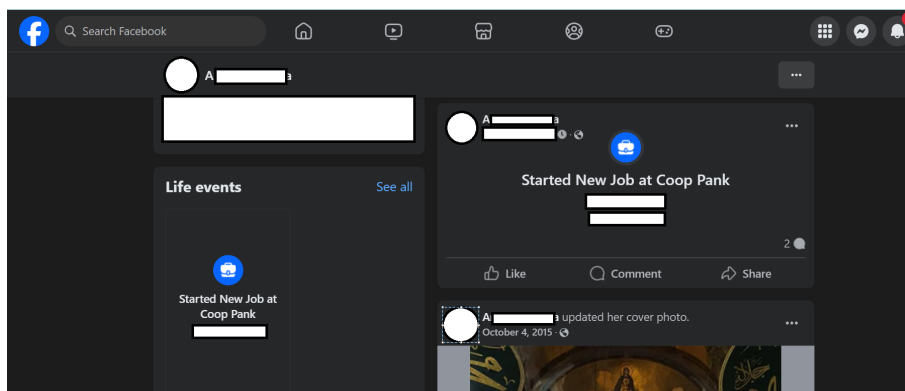 Search Facebook
A a
A a
Life events See all
Started New Job at Coop Pank
2
Like Comment Share
Started New Job at
Coop Pank
A a updated her cover photo.
October 4, 2015